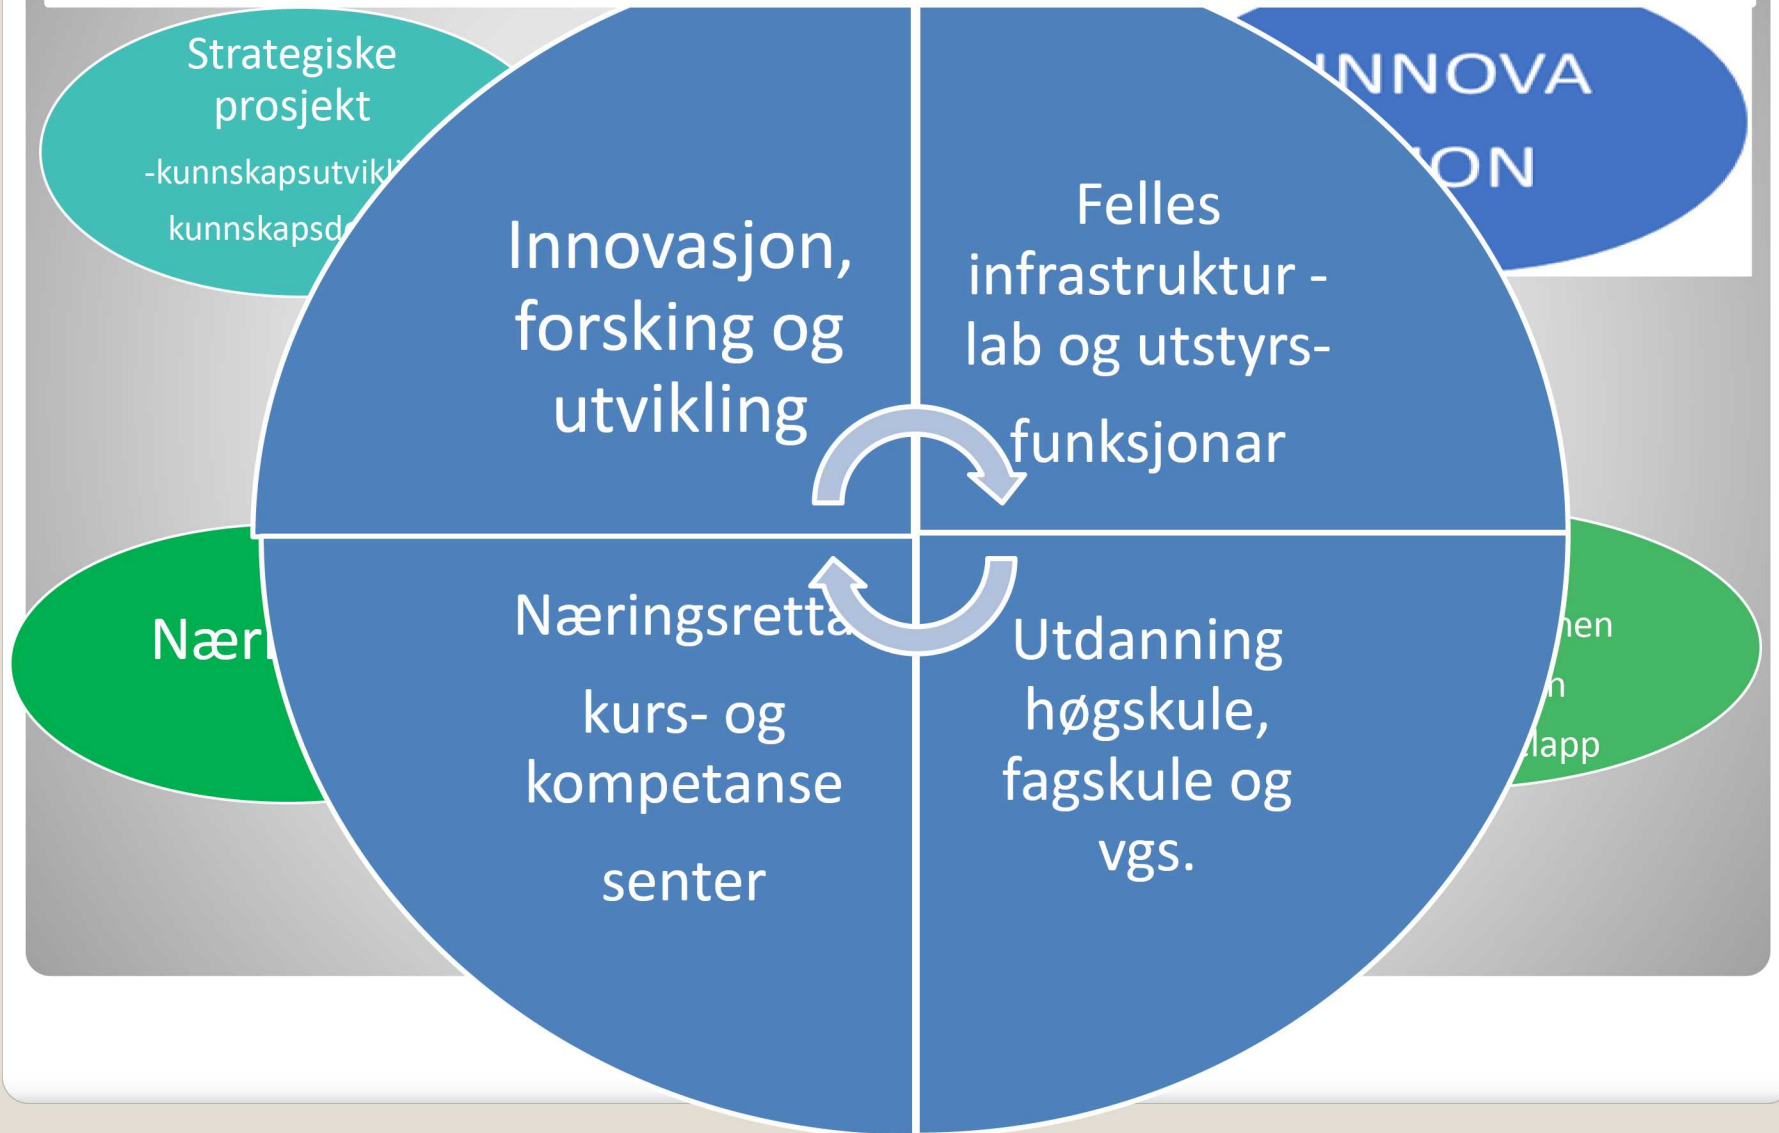 Strategiske
prosjekt
-kunnskapsutvikl
kunnskapsd
INNOVA
JON
Innovasjon,
forsking og
utvikling
Felles
infrastruktur -
lab og utstyrs-
funksjonar
Nær
Næringsretta
kurs- og
kompetanse
senter
Utdanning
høgskule,
fagskule og
vgs.
nen
n
lapp